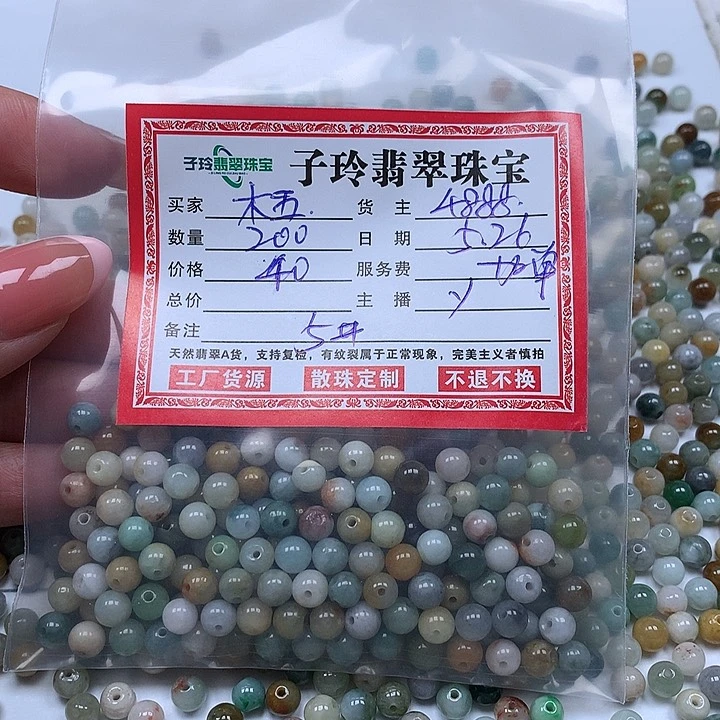 子玲翡翠珠宝 子玲翡翠珠宝
买家 木五. 货主 4888.
数量 200 日期 5.26
价格 40 服务费 加单
总价 主播 丫
备注 5#
天然翡翠A货，支持复检，有纹裂属于正常现象，完美主义者慎拍
工厂货源 散珠定制 不退不换